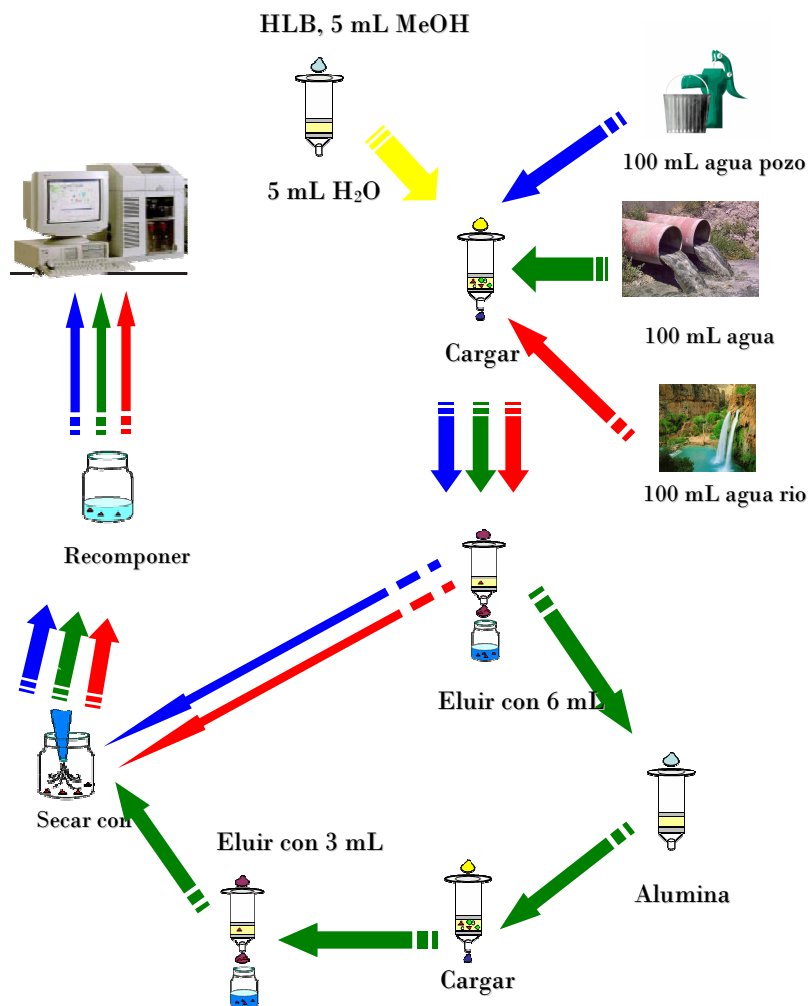 HLB, 5 mL MeOH
5 mL H₂O
100 mL agua pozo
100 mL agua
Cargar
100 mL agua rio
Recomponer
Eluir con 6 mL
Secar con
Eluir con 3 mL
Alumina
Cargar